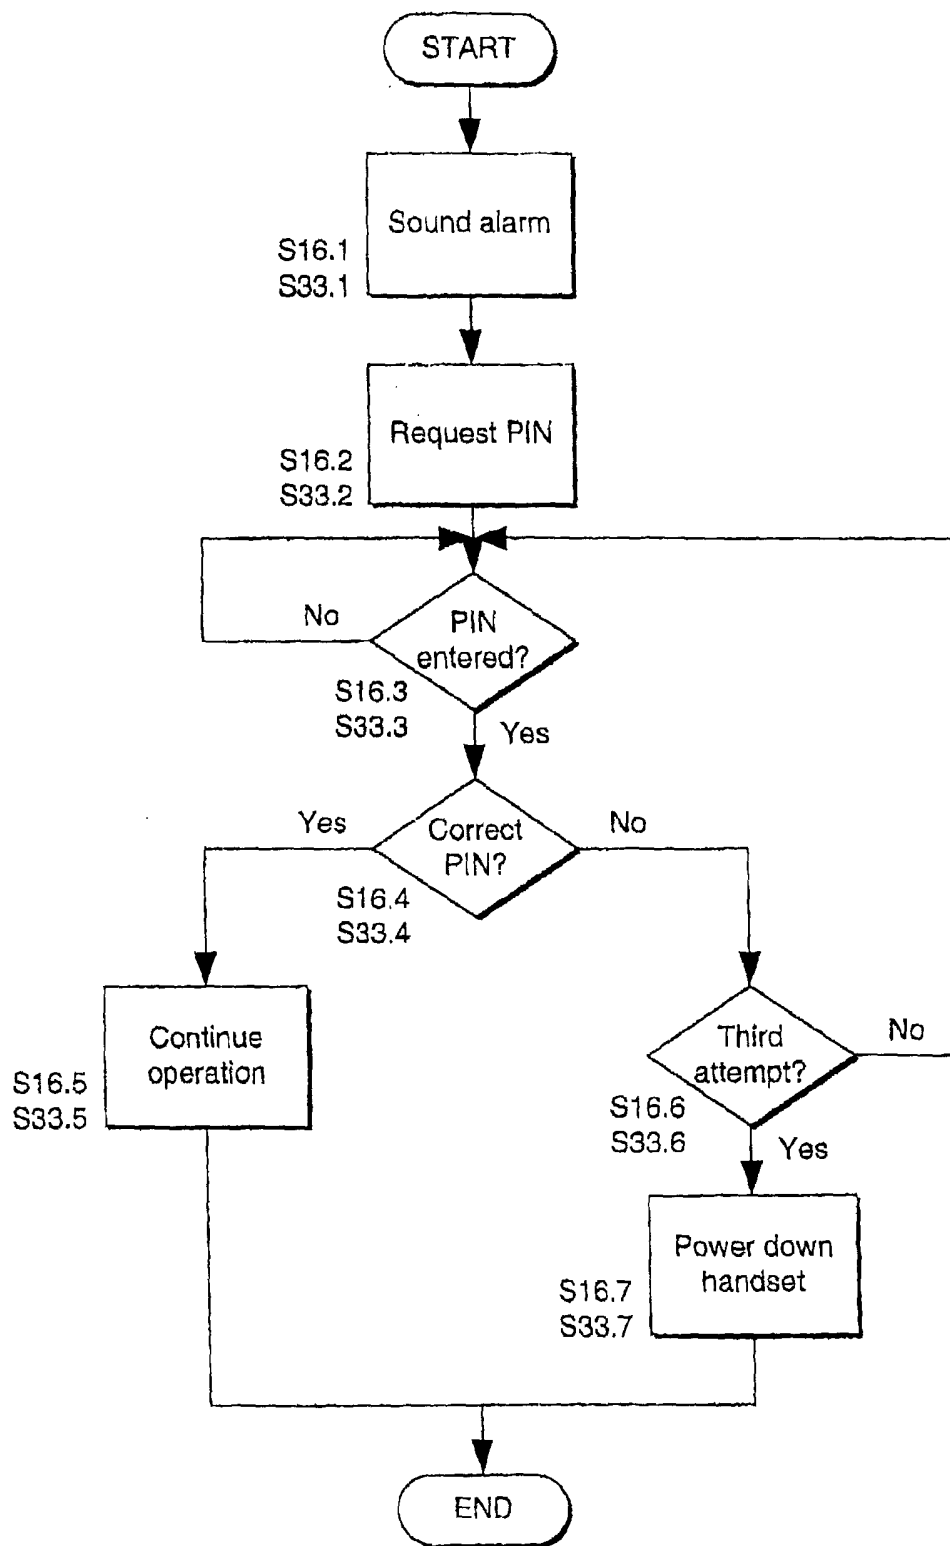 START
Sound alarm
S16.1
S33.1
Request PIN
S16.2
S33.2
No
PIN
entered?
S16.3
S33.3
Yes
Yes
Correct
PIN?
No
S16.4
S33.4
Continue
operation
S16.5
S33.5
Third
attempt?
No
S16.6
S33.6
Yes
Power down
handset
S16.7
S33.7
END